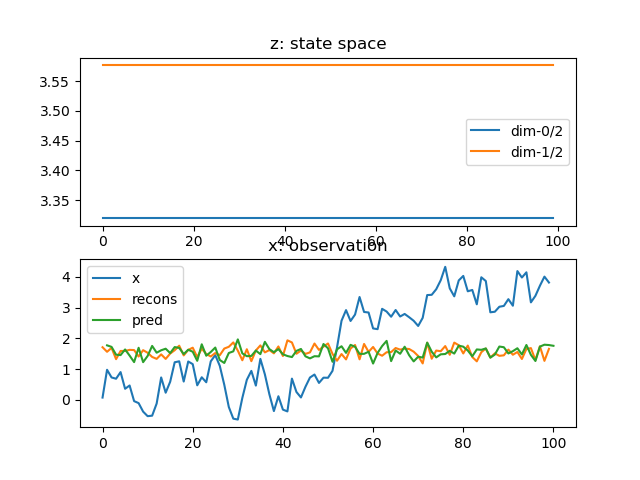 z: state space
3.55
3.50
3.45
3.40
3.35
dim-0/2
dim-1/2
0 20 40 60 80 100
x: observation
4
3
2
1
0
x
recons
pred
0 20 40 60 80 100